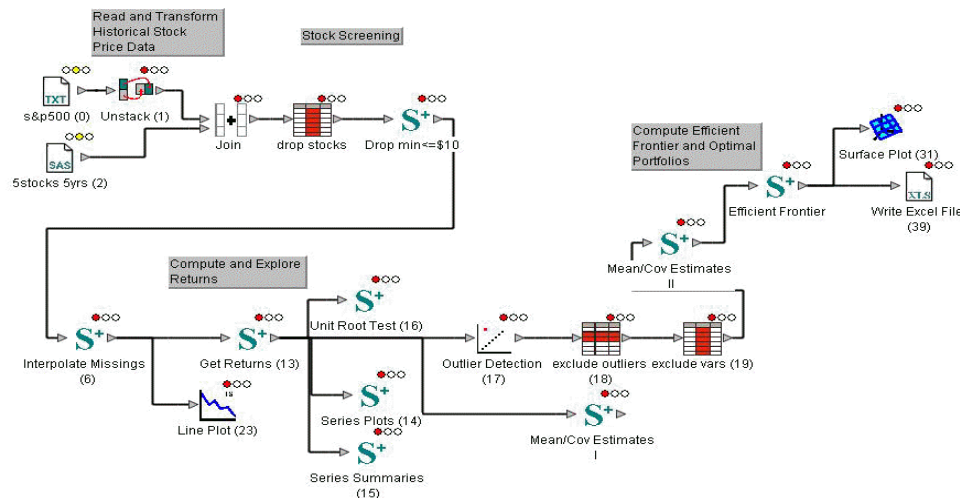 Read and Transform
Historical Stock
Price Data
Stock Screening
TXT
s&p500 (0)
Unstack (1)
SAS
5stocks 5yrs (2)
Join
drop stocks
S+
Drop min<=$10
Compute Efficient
Frontier and Optimal
Portfolios
Surface Plot (31)
S+
Efficient Frontier
XLS
Write Excel File
(39)
S+
Mean/Cov Estimates
II
Compute and Explore
Returns
S+
Interpolate Missings
(6)
S+
Get Returns (13)
S+
Unit Root Test (16)
Outlier Detection
(17)
exclude outliers
(18)
exclude vars (19)
Line Plot (23)
S+
Series Plots (14)
S+
Series Summaries
(15)
S+
Mean/Cov Estimates
I